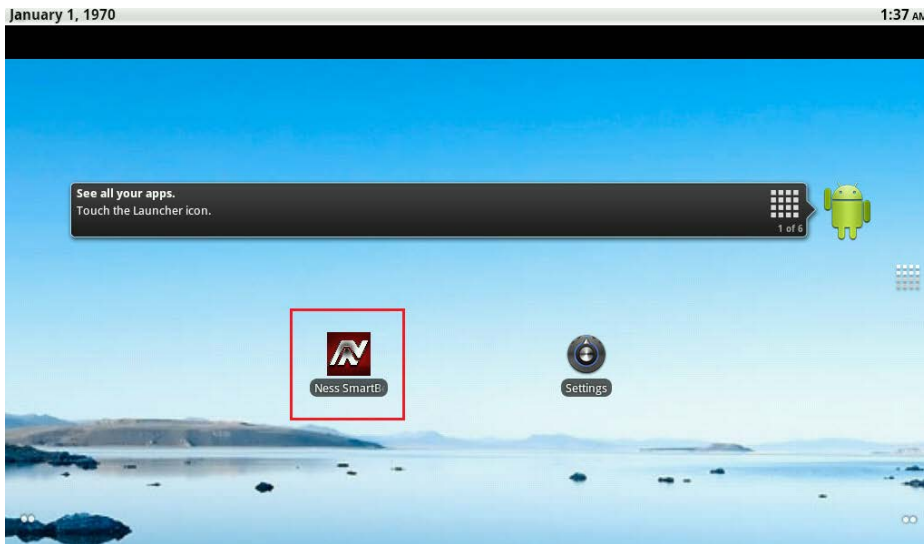 January 1, 1970
1:37 AM
See all your apps.
Touch the Launcher icon.
1 of 6
Ness SmartB
Settings